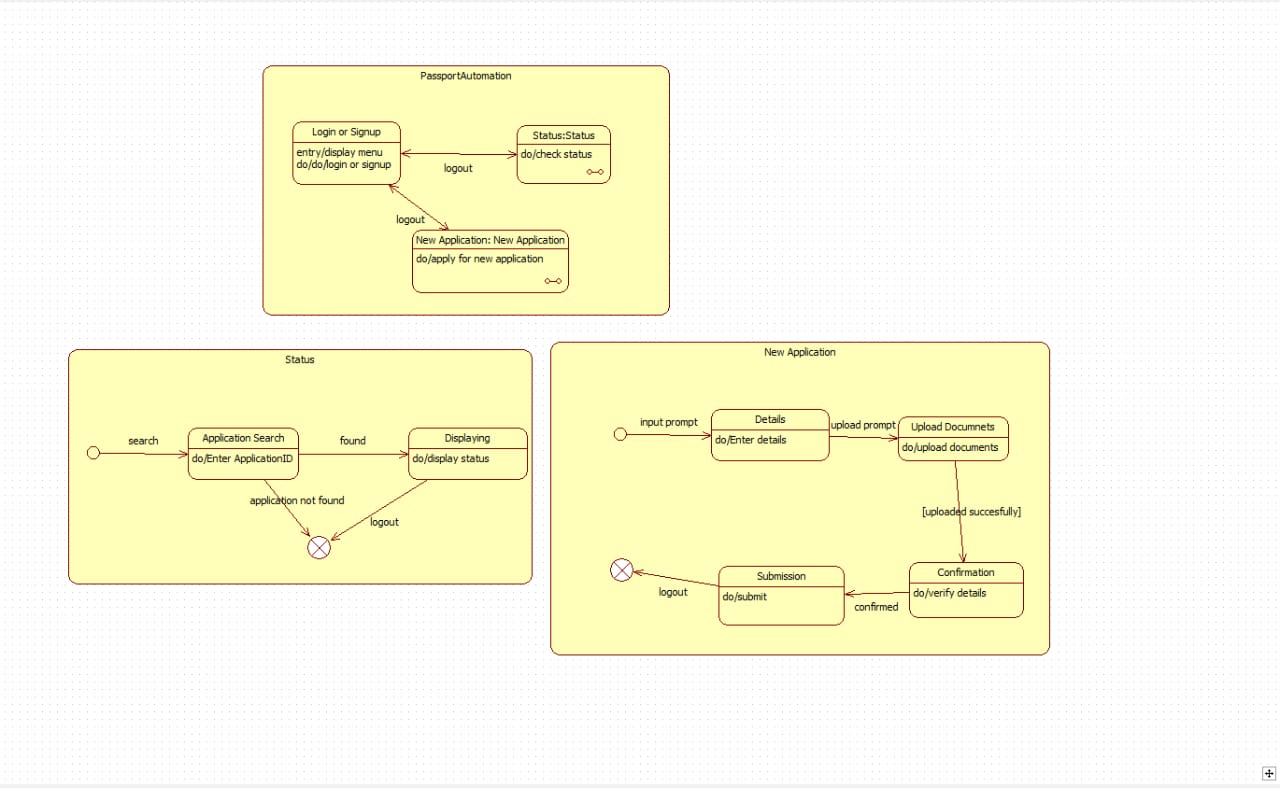 PassportAutomation
Login or Signup
entry/display menu
do/do/login or signup
logout
Status:Status
do/check status
logout
New Application: New Application
do/apply for new application
Status
search
Application Search
do/Enter ApplicationID
found
Displaying
do/display status
application not found
logout
New Application
input prompt
Details
do/Enter details
upload prompt
Upload Documnets
do/upload documents
[uploaded succesfully]
Confirmation
do/verify details
confirmed
Submission
do/submit
logout